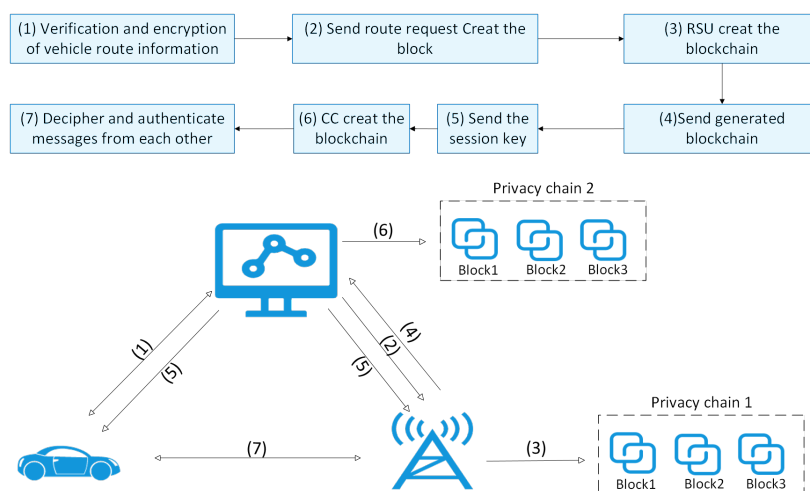 (1) Verification and encryption
of vehicle route information
(2) Send route request Creat the
block
(3) RSU creat the
blockchain
(7) Decipher and authenticate
messages from each other
(6) CC creat the
blockchain
(5) Send the
session key
(4)Send generated
blockchain
Privacy chain 2
(6)
Block1 Block2 Block3
(1)
(5)
(4)
(2)
(5)
Privacy chain 1
(7)
(3)
Block1 Block2 Block3